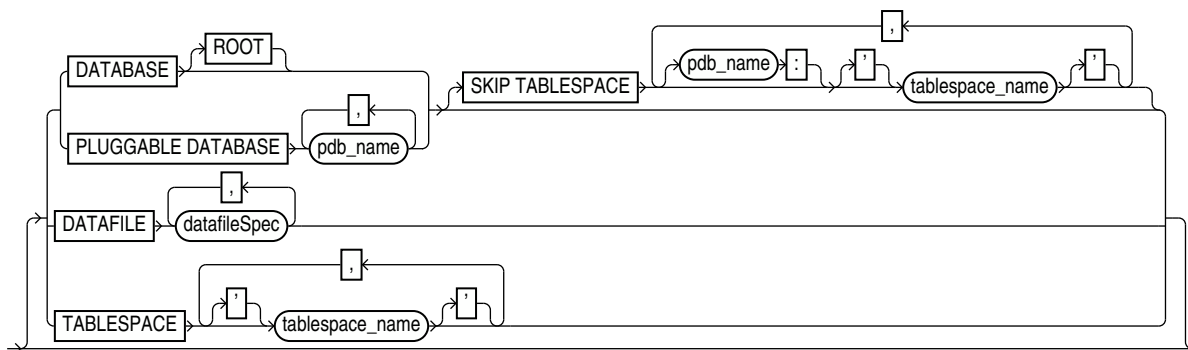 ,
ROOT
DATABASE
SKIP TABLESPACE
pdb_name
:
'
tablespace_name
'
,
PLUGGABLE DATABASE
pdb_name
,
DATAFILE
datafileSpec
,
TABLESPACE
'
tablespace_name
'